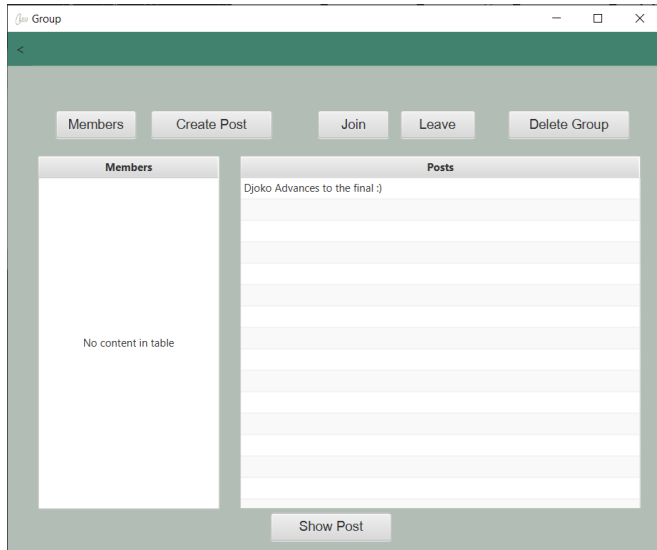 Group
<
Members Create Post Join Leave Delete Group
Members Posts
Djoko Advances to the final :)
No content in table
Show Post